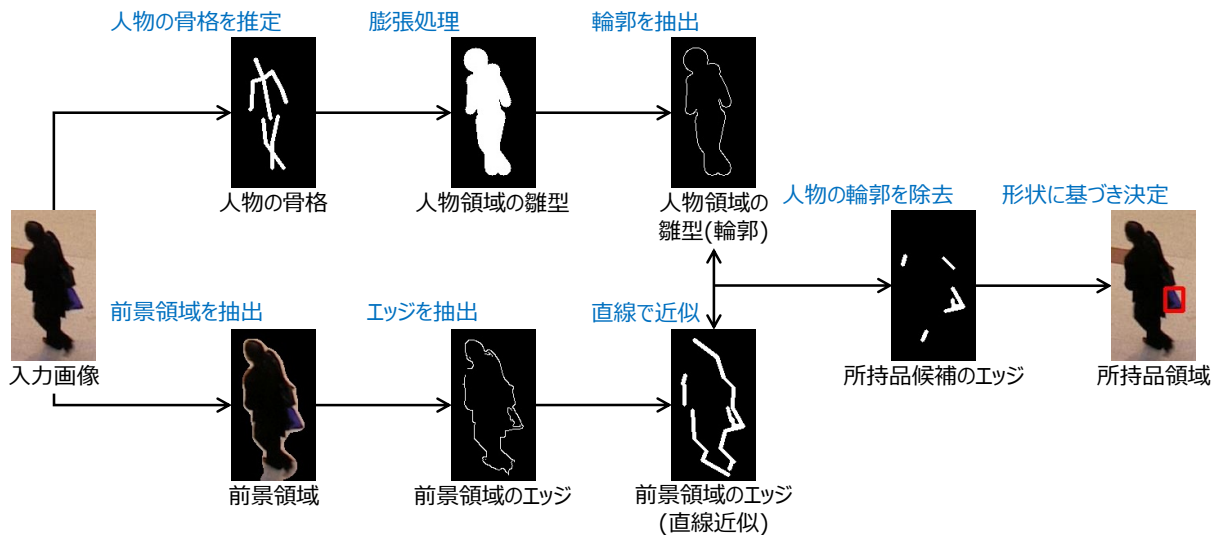 人物の骨格を推定
膨張処理
輪郭を抽出
人物の骨格
人物領域の雛型
人物領域の
雛型(輪郭)
人物の輪郭を除去
形状に基づき決定
前景領域を抽出
エッジを抽出
直線で近似
入力画像
所持品候補のエッジ
所持品領域
前景領域
前景領域のエッジ
前景領域のエッジ
(直線近似)